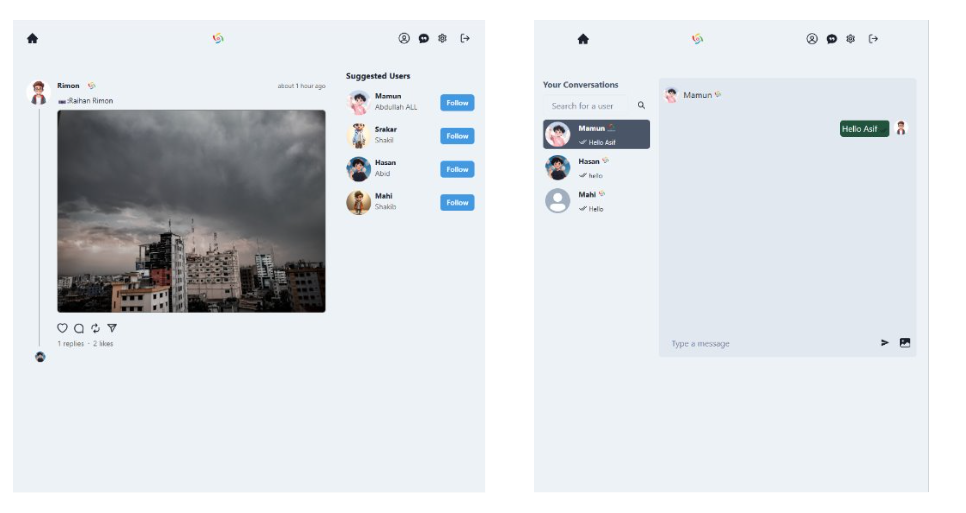 Suggested Users
Rimon
about 1 hour ago
:Raihan Rimon
Mamun
Abdullah ALL
Follow
Srakar
Shakil
Follow
Hasan
Abid
Follow
Mahi
Shakib
Follow
1 replies · 2 likes
Your Conversations
Search for a user
Mamun
Hello Asif
Hasan
hello
Mahi
Hello
Mamun
Hello Asif
Type a message